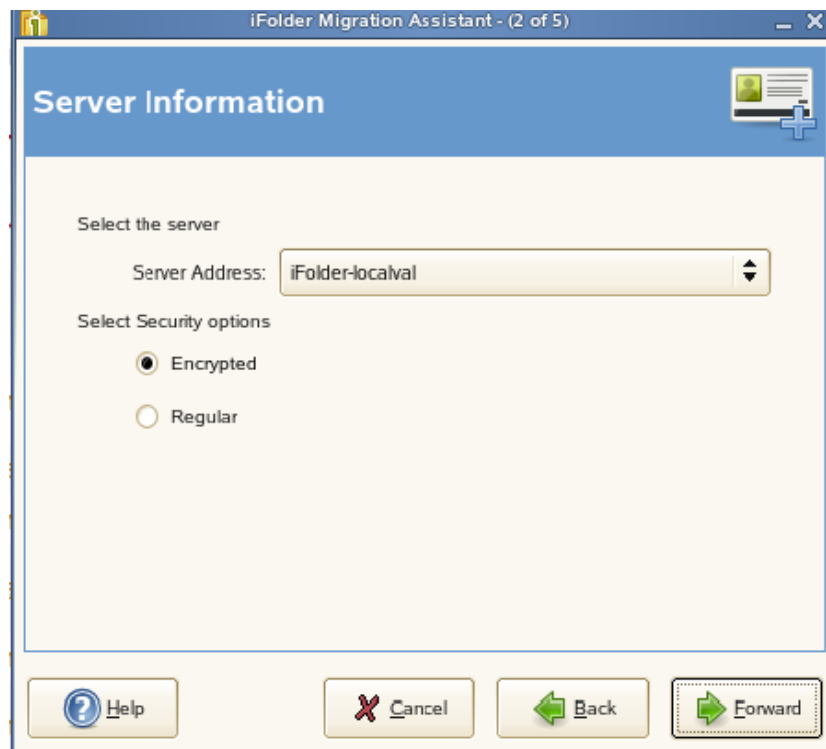 iFolder Migration Assistant - (2 of 5)
Server Information
Select the server
Server Address: iFolder-localval
Select Security options
Encrypted
Regular
Help Cancel Back Forward